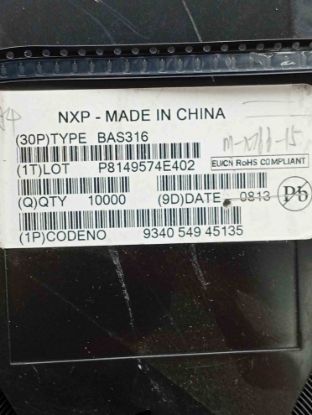 NXP - MADE IN CHINA
(30P)TYPE BAS316
(1T)LOT P8149574E402
EU/CN RoHS COMPLIANT
(Q)QTY 10000 (9D)DATE 0813
Pb
(1P)CODENO 9340 549 45135